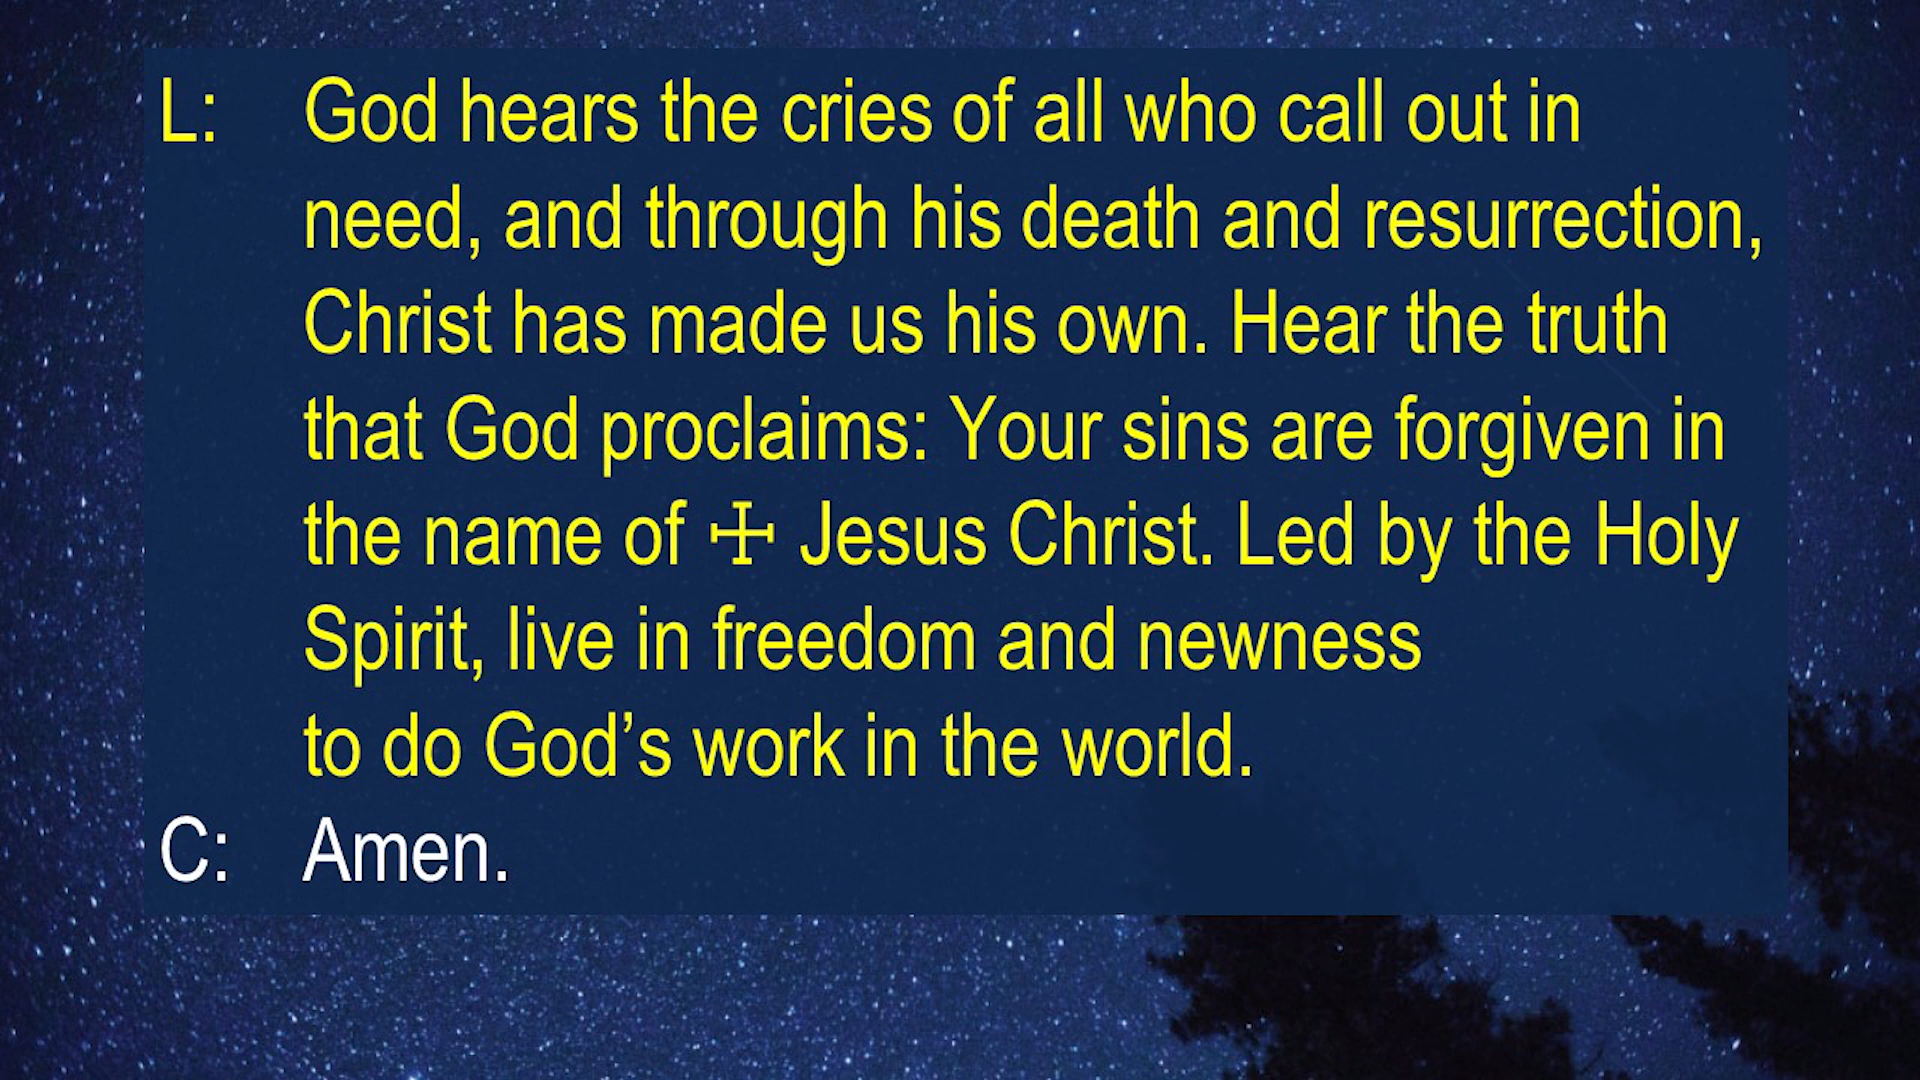 L: God hears the cries of all who call out in
need, and through his death and resurrection,
Christ has made us his own. Hear the truth
that God proclaims: Your sins are forgiven in
the name of ☩ Jesus Christ. Led by the Holy
Spirit, live in freedom and newness
to do God’s work in the world.
C: Amen.